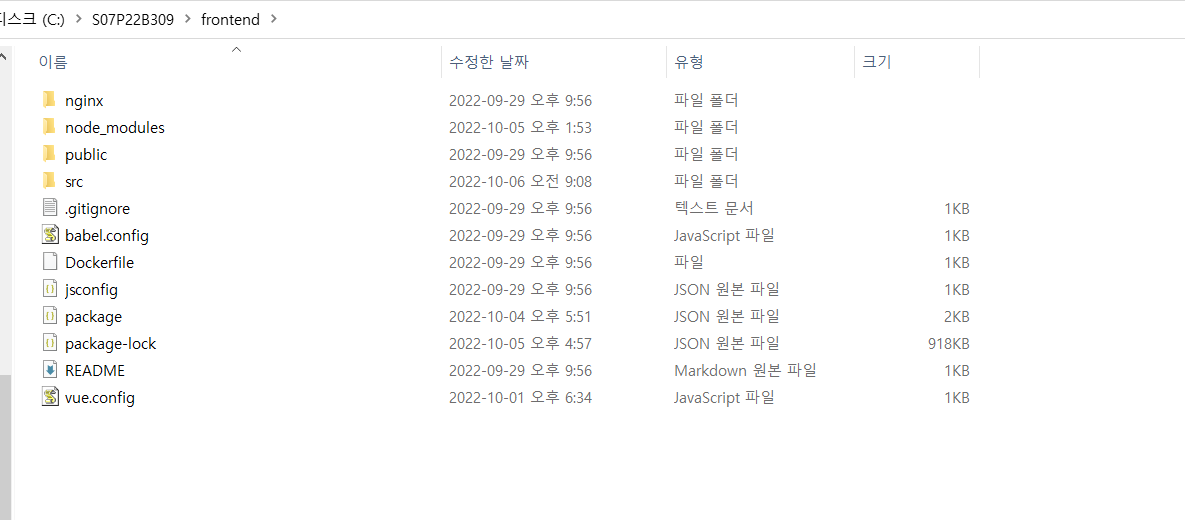 디스크 (C:) > S07P22B309 > frontend >
이름 수정한 날짜 유형 크기
nginx 2022-09-29 오후 9:56 파일 폴더
node_modules 2022-10-05 오후 1:53 파일 폴더
public 2022-09-29 오후 9:56 파일 폴더
src 2022-10-06 오전 9:08 파일 폴더
.gitignore 2022-09-29 오후 9:56 텍스트 문서 1KB
babel.config 2022-09-29 오후 9:56 JavaScript 파일 1KB
Dockerfile 2022-09-29 오후 9:56 파일 1KB
jsconfig 2022-09-29 오후 9:56 JSON 원본 파일 1KB
package 2022-10-04 오후 5:51 JSON 원본 파일 2KB
package-lock 2022-10-05 오후 4:57 JSON 원본 파일 918KB
README 2022-09-29 오후 9:56 Markdown 원본 파일 1KB
vue.config 2022-10-01 오후 6:34 JavaScript 파일 1KB